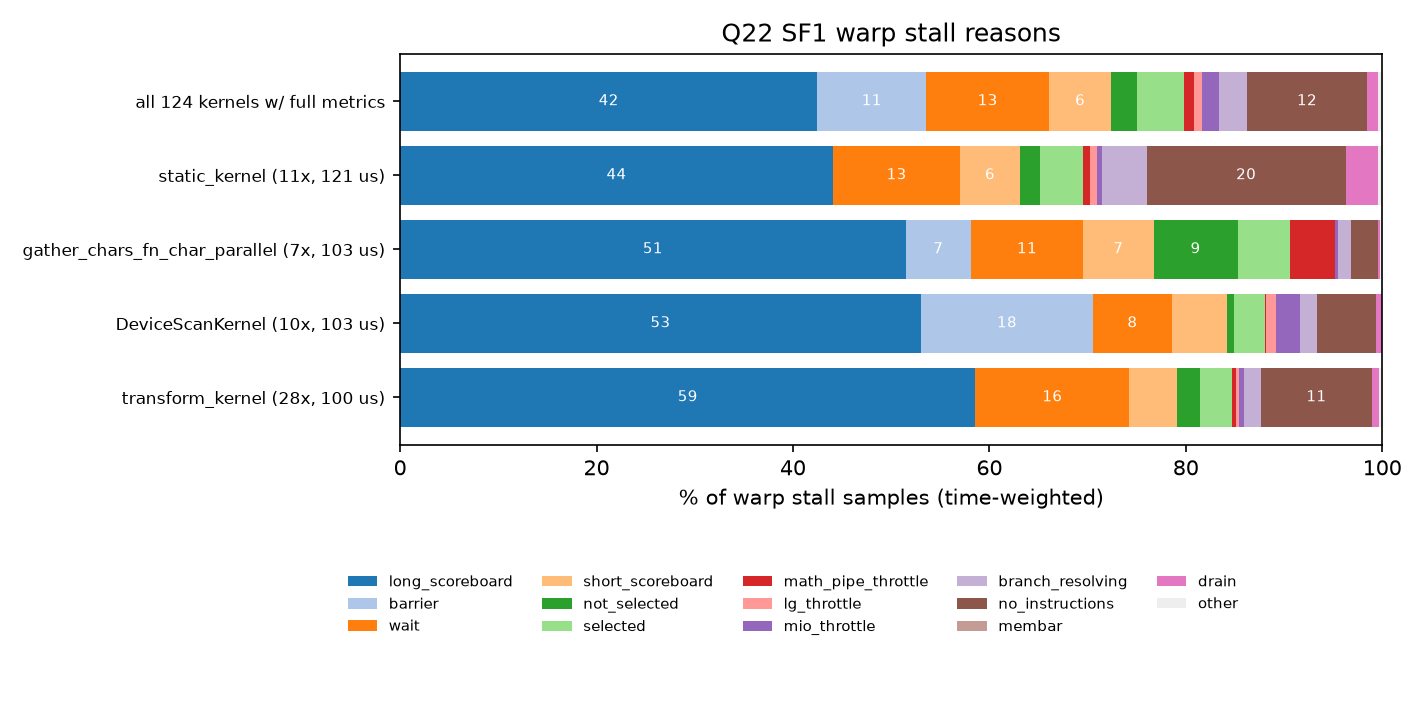 Q22 SF1 warp stall reasons
all 124 kernels w/ full metrics
42 11 13 6 12
static_kernel (11x, 121 us)
44 13 6 20
gather_chars_fn_char_parallel (7x, 103 us)
51 7 11 7 9
DeviceScanKernel (10x, 103 us)
53 18 8
transform_kernel (28x, 100 us)
59 16 11
0 20 40 60 80 100
% of warp stall samples (time-weighted)
long_scoreboard short_scoreboard math_pipe_throttle branch_resolving drain
barrier not_selected lg_throttle no_instructions other
wait selected mio_throttle membar